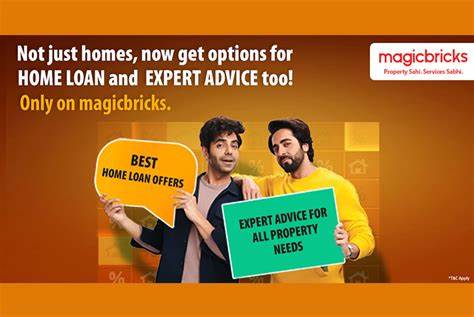 Not just homes, now get options for
HOME LOAN and EXPERT ADVICE too!
Only on magicbricks.
magicbricks
Property Sahi. Services Sabhi.
BEST
HOME LOAN OFFERS
EXPERT ADVICE FOR
ALL PROPERTY
NEEDS
*T&C Apply